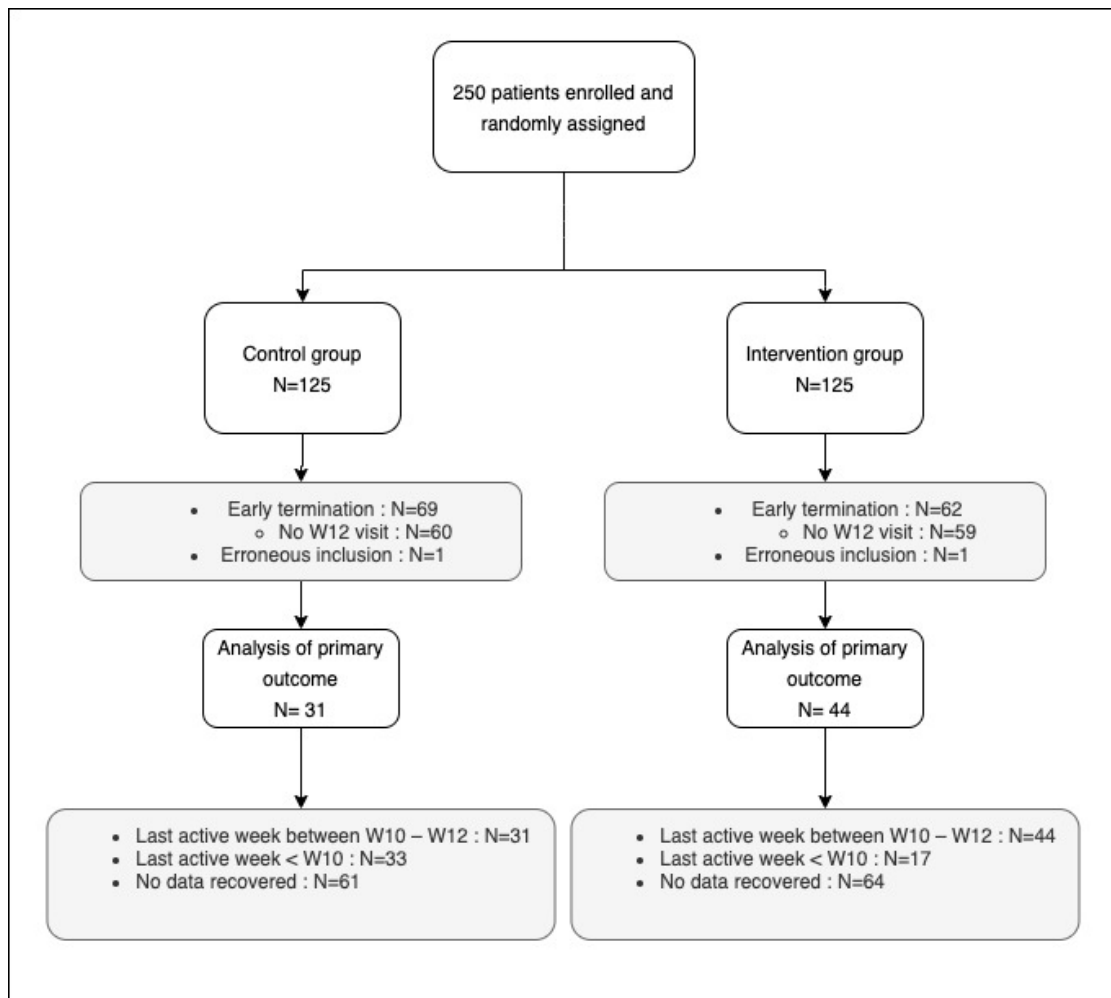 250 patients enrolled and
randomly assigned
Control group
N=125
Intervention group
N=125
• Early termination : N=69
○ No W12 visit : N=60
• Erroneous inclusion : N=1
• Early termination : N=62
○ No W12 visit : N=59
• Erroneous inclusion : N=1
Analysis of primary
outcome
N= 31
Analysis of primary
outcome
N= 44
• Last active week between W10 – W12 : N=31
• Last active week < W10 : N=33
• No data recovered : N=61
• Last active week between W10 – W12 : N=44
• Last active week < W10 : N=17
• No data recovered : N=64